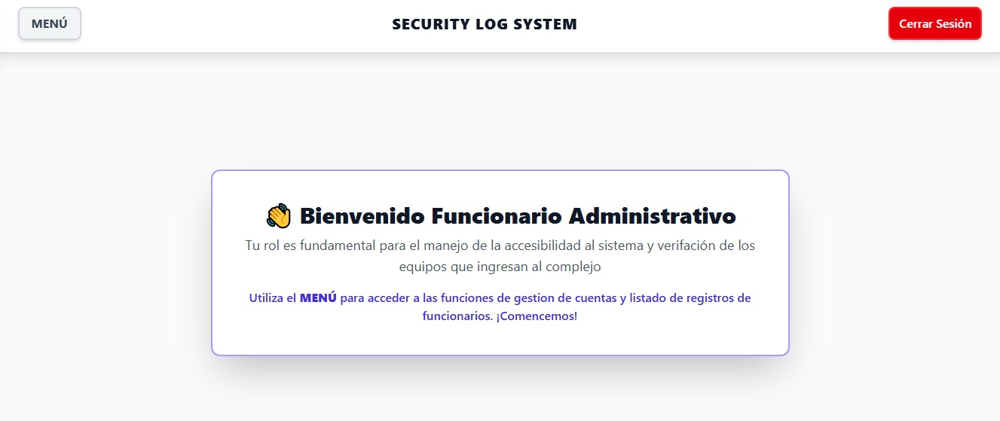 MENÚ
SECURITY LOG SYSTEM
Cerrar Sesión
👋 Bienvenido Funcionario Administrativo
Tu rol es fundamental para el manejo de la accesibilidad al sistema y verifación de los
equipos que ingresan al complejo
Utiliza el MENÚ para acceder a las funciones de gestion de cuentas y listado de registros de
funcionarios. ¡Comencemos!